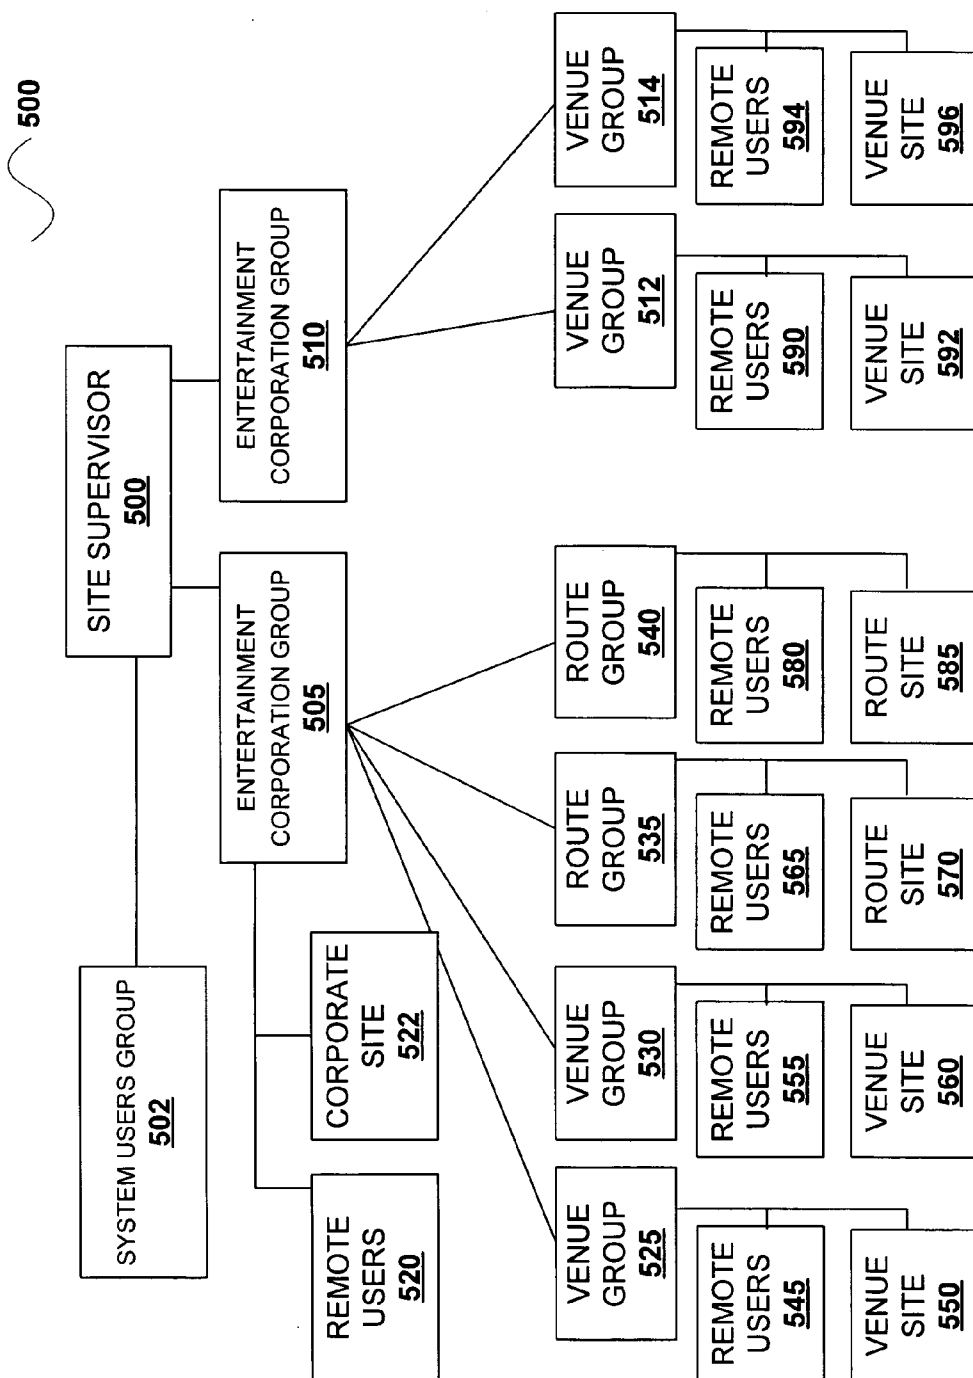 500
SITE SUPERVISOR
500
SYSTEM USERS GROUP
502
ENTERTAINMENT
CORPORATION GROUP
505
ENTERTAINMENT
CORPORATION GROUP
510
REMOTE
USERS
520
CORPORATE
SITE
522
VENUE
GROUP
525
VENUE
GROUP
530
ROUTE
GROUP
535
ROUTE
GROUP
540
VENUE
GROUP
512
VENUE
GROUP
514
REMOTE
USERS
545
REMOTE
USERS
555
REMOTE
USERS
565
REMOTE
USERS
580
REMOTE
USERS
590
REMOTE
USERS
594
VENUE
SITE
550
VENUE
SITE
560
ROUTE
SITE
570
ROUTE
SITE
585
VENUE
SITE
592
VENUE
SITE
596